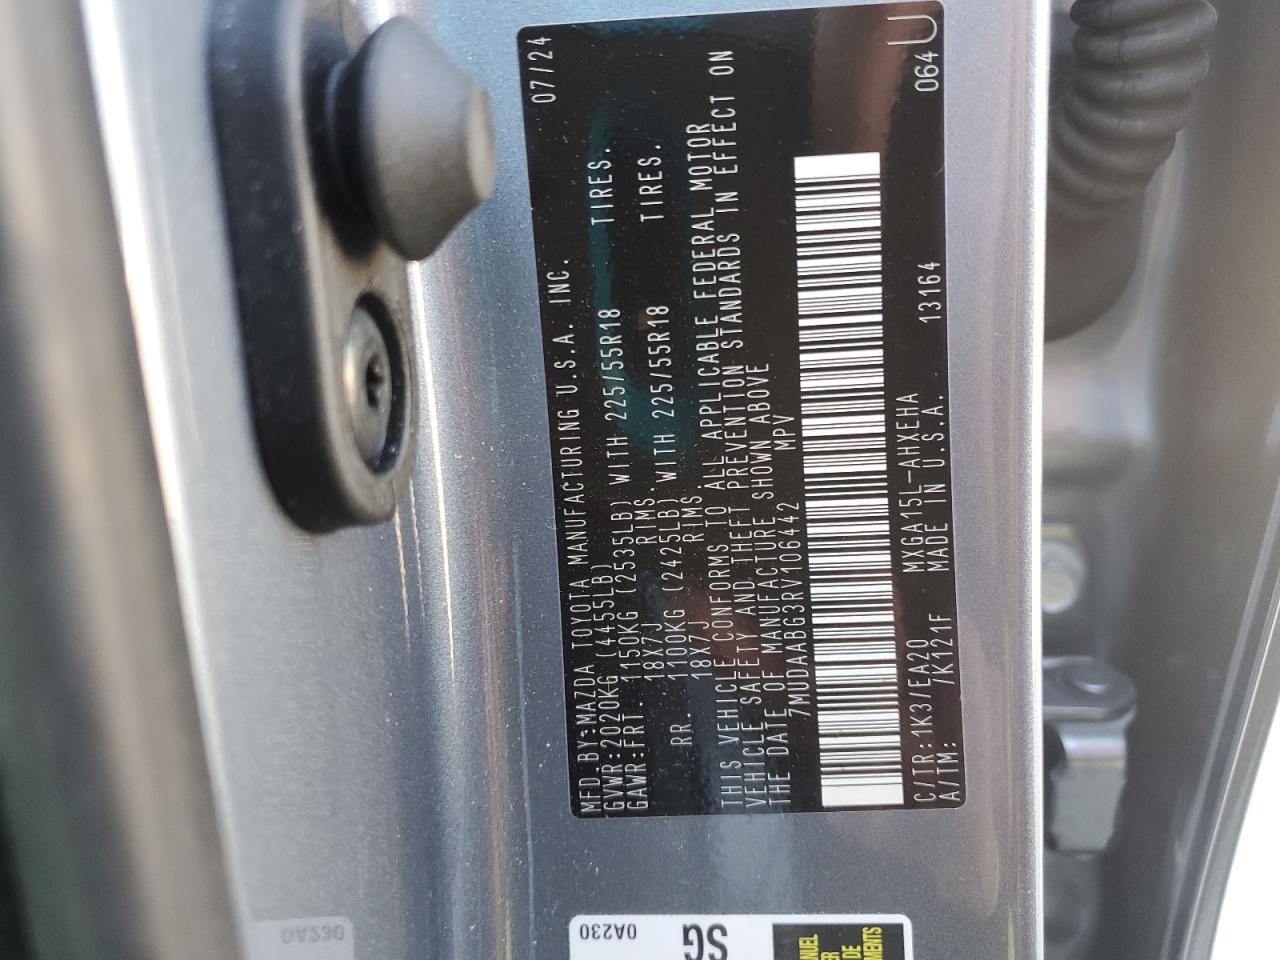 MFD.BY:MAZDA TOYOTA MANUFACTURING U.S.A. INC. 07/24
GVWR:2020KG(4455LB)
GAWR:FRT. 1150KG (2535LB) WITH 225/55R18 TIRES.
18X7J RIMS.
RR. 1100KG (2425LB) WITH 225/55R18 TIRES.
18X7J RIMS.
THIS VEHICLE CONFORMS TO ALL APPLICABLE FEDERAL MOTOR
VEHICLE SAFETY AND THEFT PREVENTION STANDARDS IN EFFECT ON
THE DATE OF MANUFACTURE SHOWN ABOVE
7MUDAABG3RV106442 MPV
C/TR:1K3/EA20 MXGA15L-AHXEHA 064 U
A/TM: /K121F MADE IN U.S.A. 13164
0A230
SG
0A230